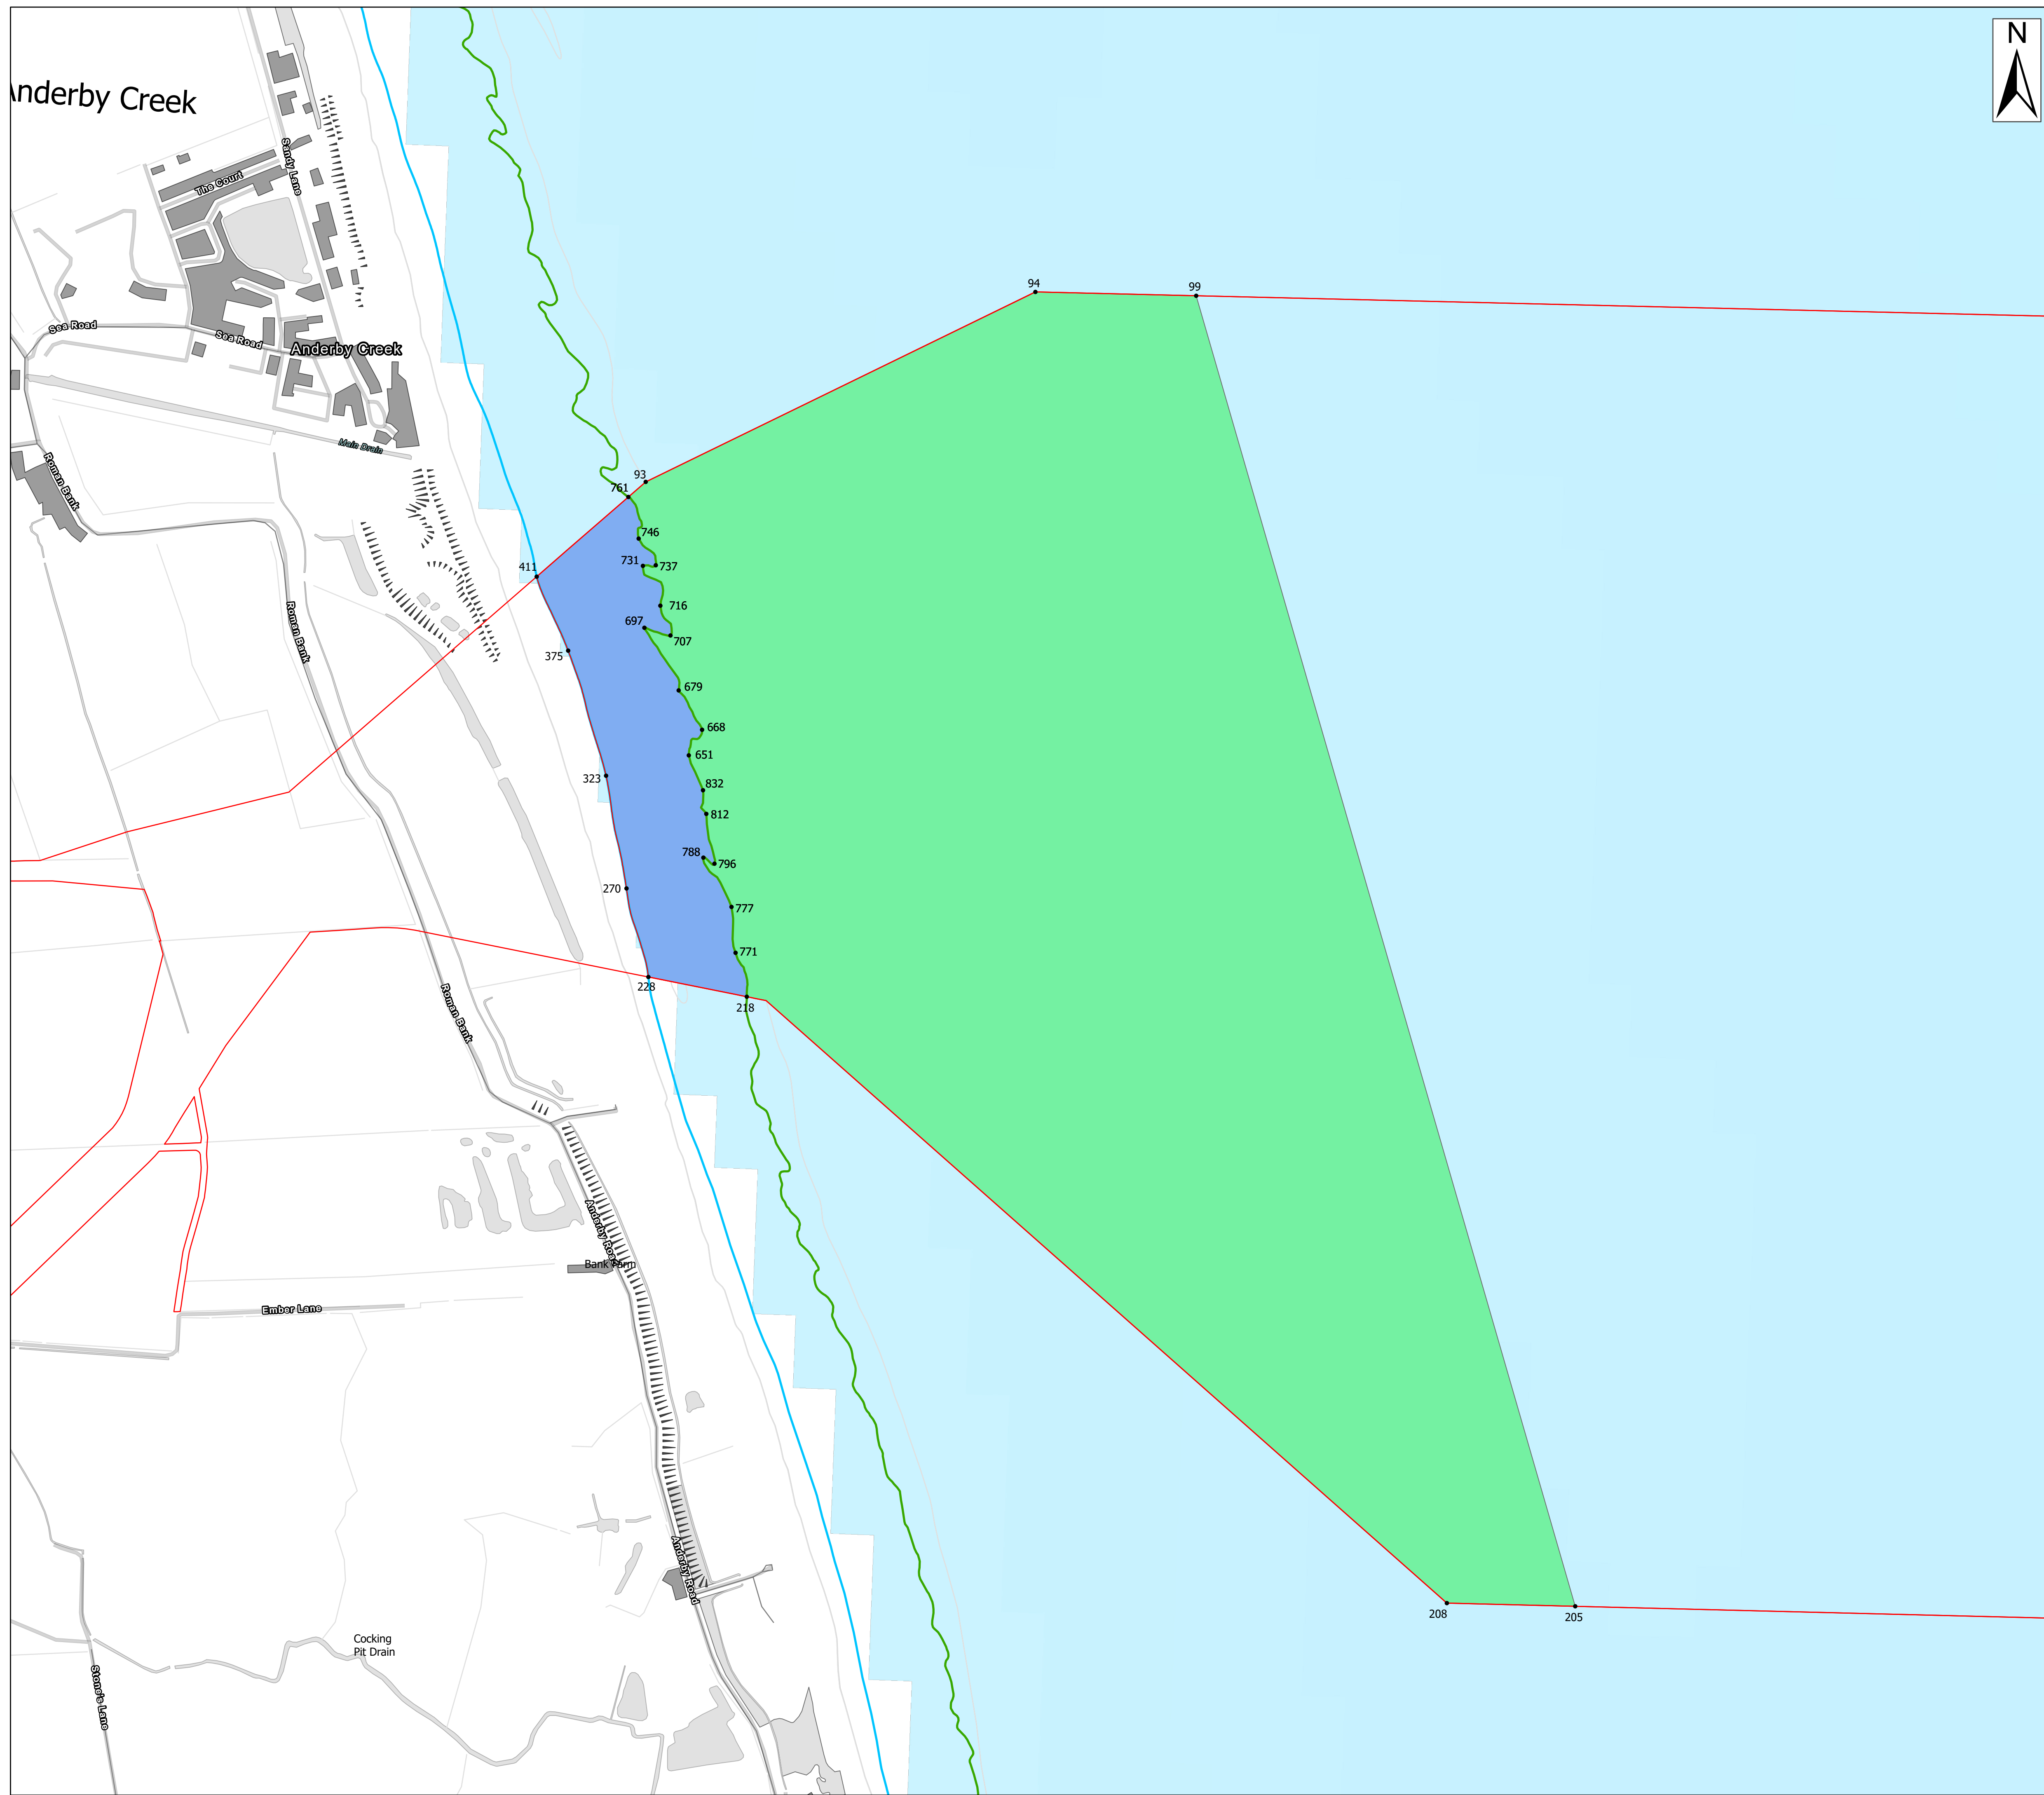 N
Anderby Creek
Sandy Lane
The Court
94
99
Sea Road
Sea Road
Anderby Creek
Main Drain
Roman Bank
93
761
746
731
737
411
716
697
707
Roman Bank
375
679
668
651
323
832
812
788
796
270
777
771
Roman Bank
228
218
Anderby Road
Bank Farm
Ember Lane
Anderby Road
208
205
Cocking
Pit Drain
Stone's Lane